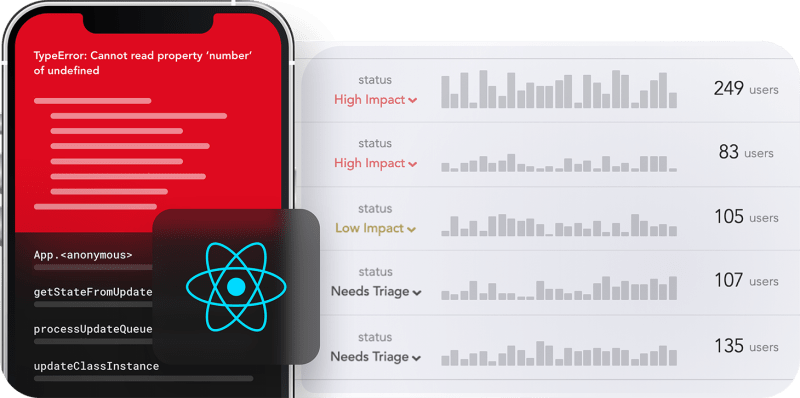 TypeError: Cannot read property ‘number’
of undefined
App.<anonymous>
getStateFromUpdate
processUpdateQueue
updateClassInstance
status
High Impact
249 users
status
High Impact
83 users
status
Low Impact
105 users
status
Needs Triage
107 users
status
Needs Triage
135 users